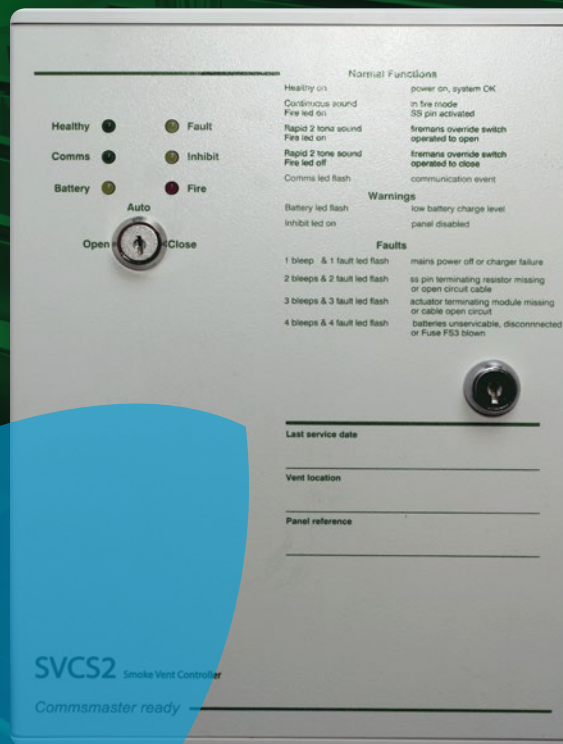 Healthy
Fault
Comms
Inhibit
Battery
Fire
Auto
Open
Close
Normal Functions
Healthy on power on, system OK
Continuous sound in fire mode
Fire led on SS pin activated
Rapid 2 tone sound firemans override switch
Fire led on operated to open
Rapid 2 tone sound firemans override switch
Fire led off operated to close
Comms led flash communication event
Warnings
Battery led flash low battery charge level
Inhibit led on panel disabled
Faults
1 bleep & 1 fault led flash mains power off or charger failure
2 bleeps & 2 fault led flash ss pin terminating resistor missing
or open circuit cable
3 bleeps & 3 fault led flash actuator terminating module missing
or cable open circuit
4 bleeps & 4 fault led flash batteries unservicable, disconnnected
or Fuse FS3 blown
Last service date
Vent location
Panel reference
SVCS2 Smoke Vent Controller
Commsmaster ready